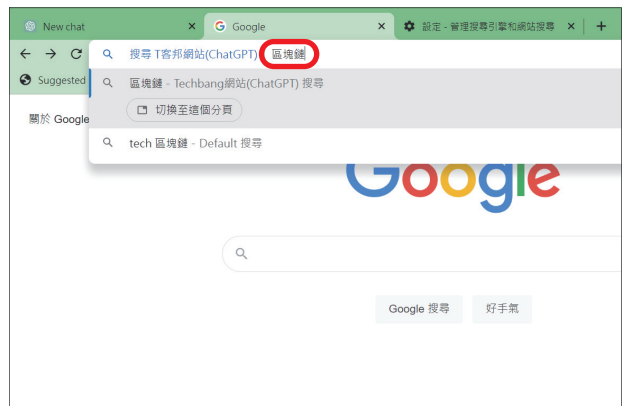 New chat
Google
設定 - 管理搜尋引擎和網站搜尋
搜尋 T客邦網站(ChatGPT) 區塊鏈
Suggested
區塊鏈 - Techbang網站(ChatGPT) 搜尋
切換至這個分頁
關於 Google
tech 區塊鏈 - Default 搜尋
Google
Google 搜尋
好手氣